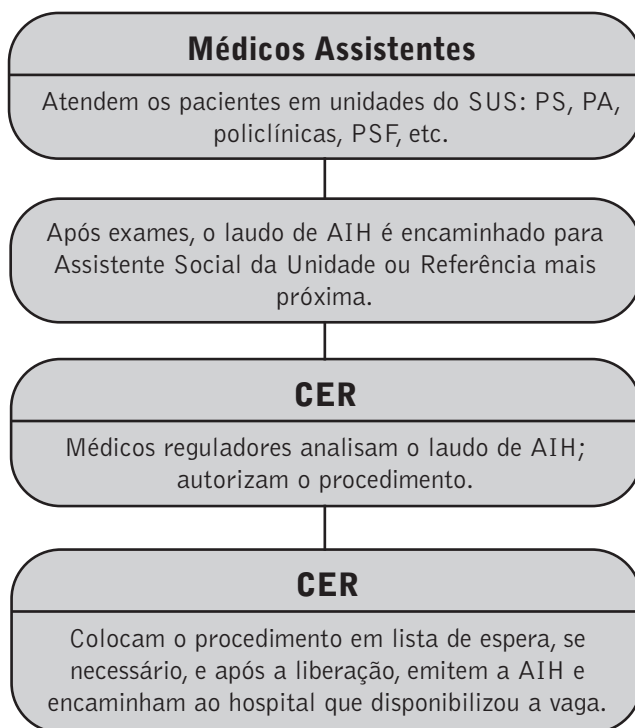 Médicos Assistentes
Atendem os pacientes em unidades do SUS: PS, PA,
policlínicas, PSF, etc.
Após exames, o laudo de AIH é encaminhado para
Assistente Social da Unidade ou Referência mais
próxima.
CER
Médicos reguladores analisam o laudo de AIH;
autorizam o procedimento.
CER
Colocam o procedimento em lista de espera, se
necessário, e após a liberação, emitem a AIH e
encaminham ao hospital que disponibilizou a vaga.